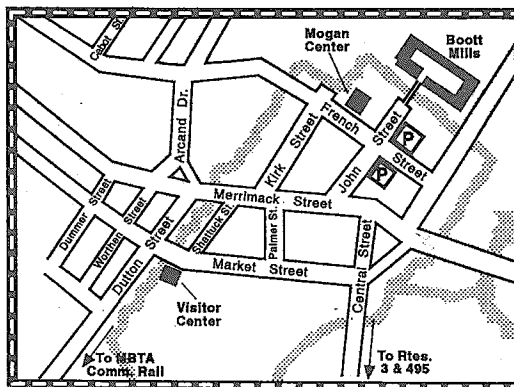 Cabot St.
Mogan
Center
Boott
Mills
Arcand Dr.
French
Street
Street
Kirk
Street
John
P
P
Merrimack Street
Dummer Street
Worthen Street
Dutton Street
Shattuck St.
Palmer St.
Central Street
Market Street
Visitor
Center
To MBTA
Comm. Rail
To Rtes.
3 & 495